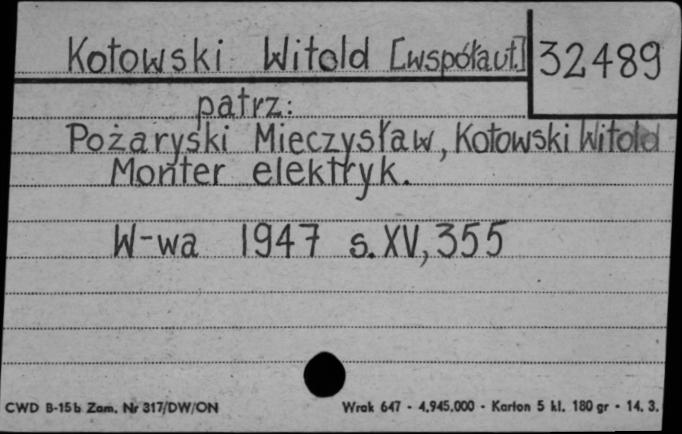 Kotowski Witold [współaut.] 32489
patrz:
Pożaryski Mieczysław, Kotowski Witold
Monter elektryk.
W-wa 1947 s.XV,355
CWD B-15b Zam. Nr 317/DW/ON Wrak 647 - 4.945.000 - Karton 5 kl. 180 gr - 14. 3.